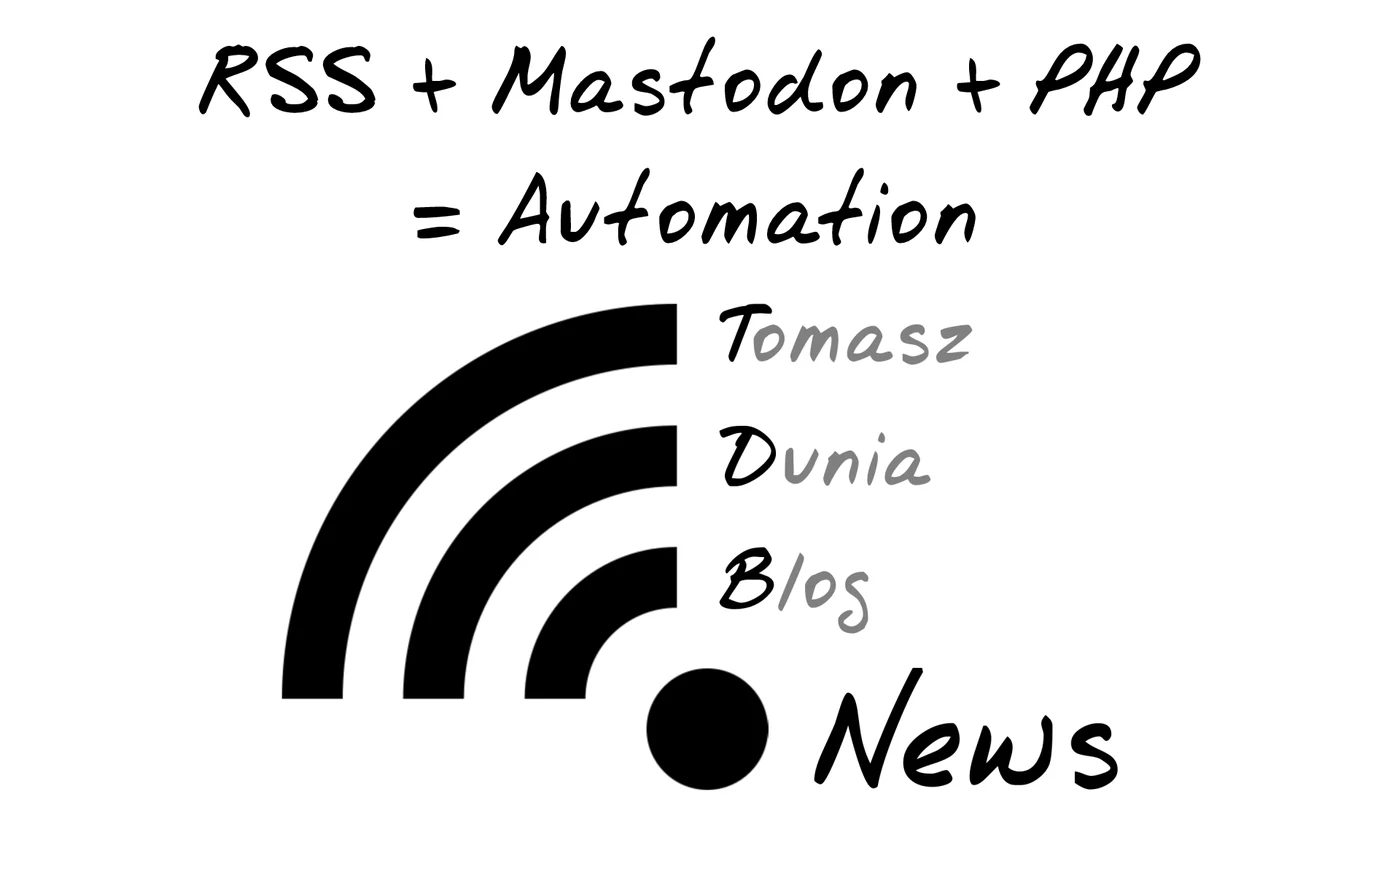 RSS + Mastodon + PHP
= Automation
Tomasz
Dunia
Blog
News